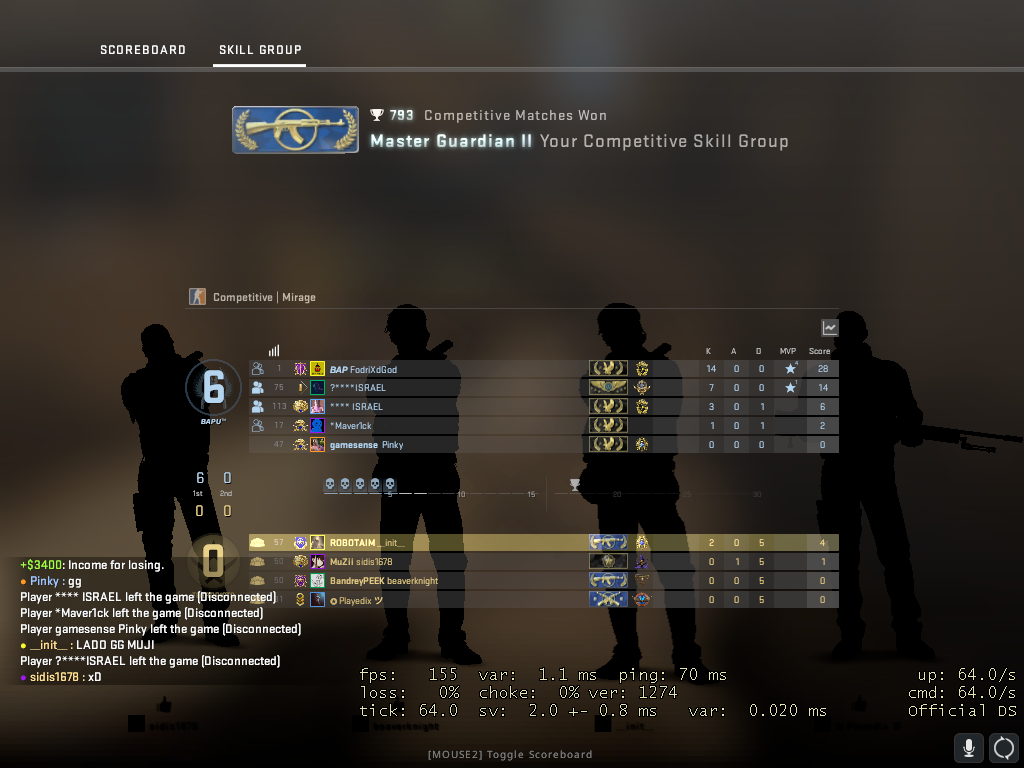 SCOREBOARD SKILL GROUP
793 Competitive Matches Won
Master Guardian II Your Competitive Skill Group
Competitive | Mirage
K A D MVP Score
6
BAPU™
1 BAP FodriXdGod 14 0 0 4 28
75 ?****ISRAEL 7 0 0 1 14
113 **** ISRAEL 3 0 1 6
17 *Maver1ck 1 0 1 2
47 gamesense Pinky 0 0 0 0
6 0
1st 2nd
0 0
5 10 15 20 25 30
0
57 ROBOTAIM __init__ 2 0 5 4
50 MuZii sidis1678 0 1 5 1
50 BandreyPEEK beaverknight 0 0 5 0
Playedix ツ 0 0 5 0
+$3400: Income for losing.
Pinky : gg
Player **** ISRAEL left the game (Disconnected)
Player *Maver1ck left the game (Disconnected)
Player gamesense Pinky left the game (Disconnected)
__init__ : LADO GG MUJI
Player ?****ISRAEL left the game (Disconnected)
sidis1678 : xD
fps: 155 var: 1.1 ms ping: 70 ms up: 64.0/s
loss: 0% choke: 0% ver: 1274 cmd: 64.0/s
tick: 64.0 sv: 2.0 +- 0.8 ms var: 0.020 ms Official DS
sidis1678 beaverknight __init__
[MOUSE2] Toggle Scoreboard